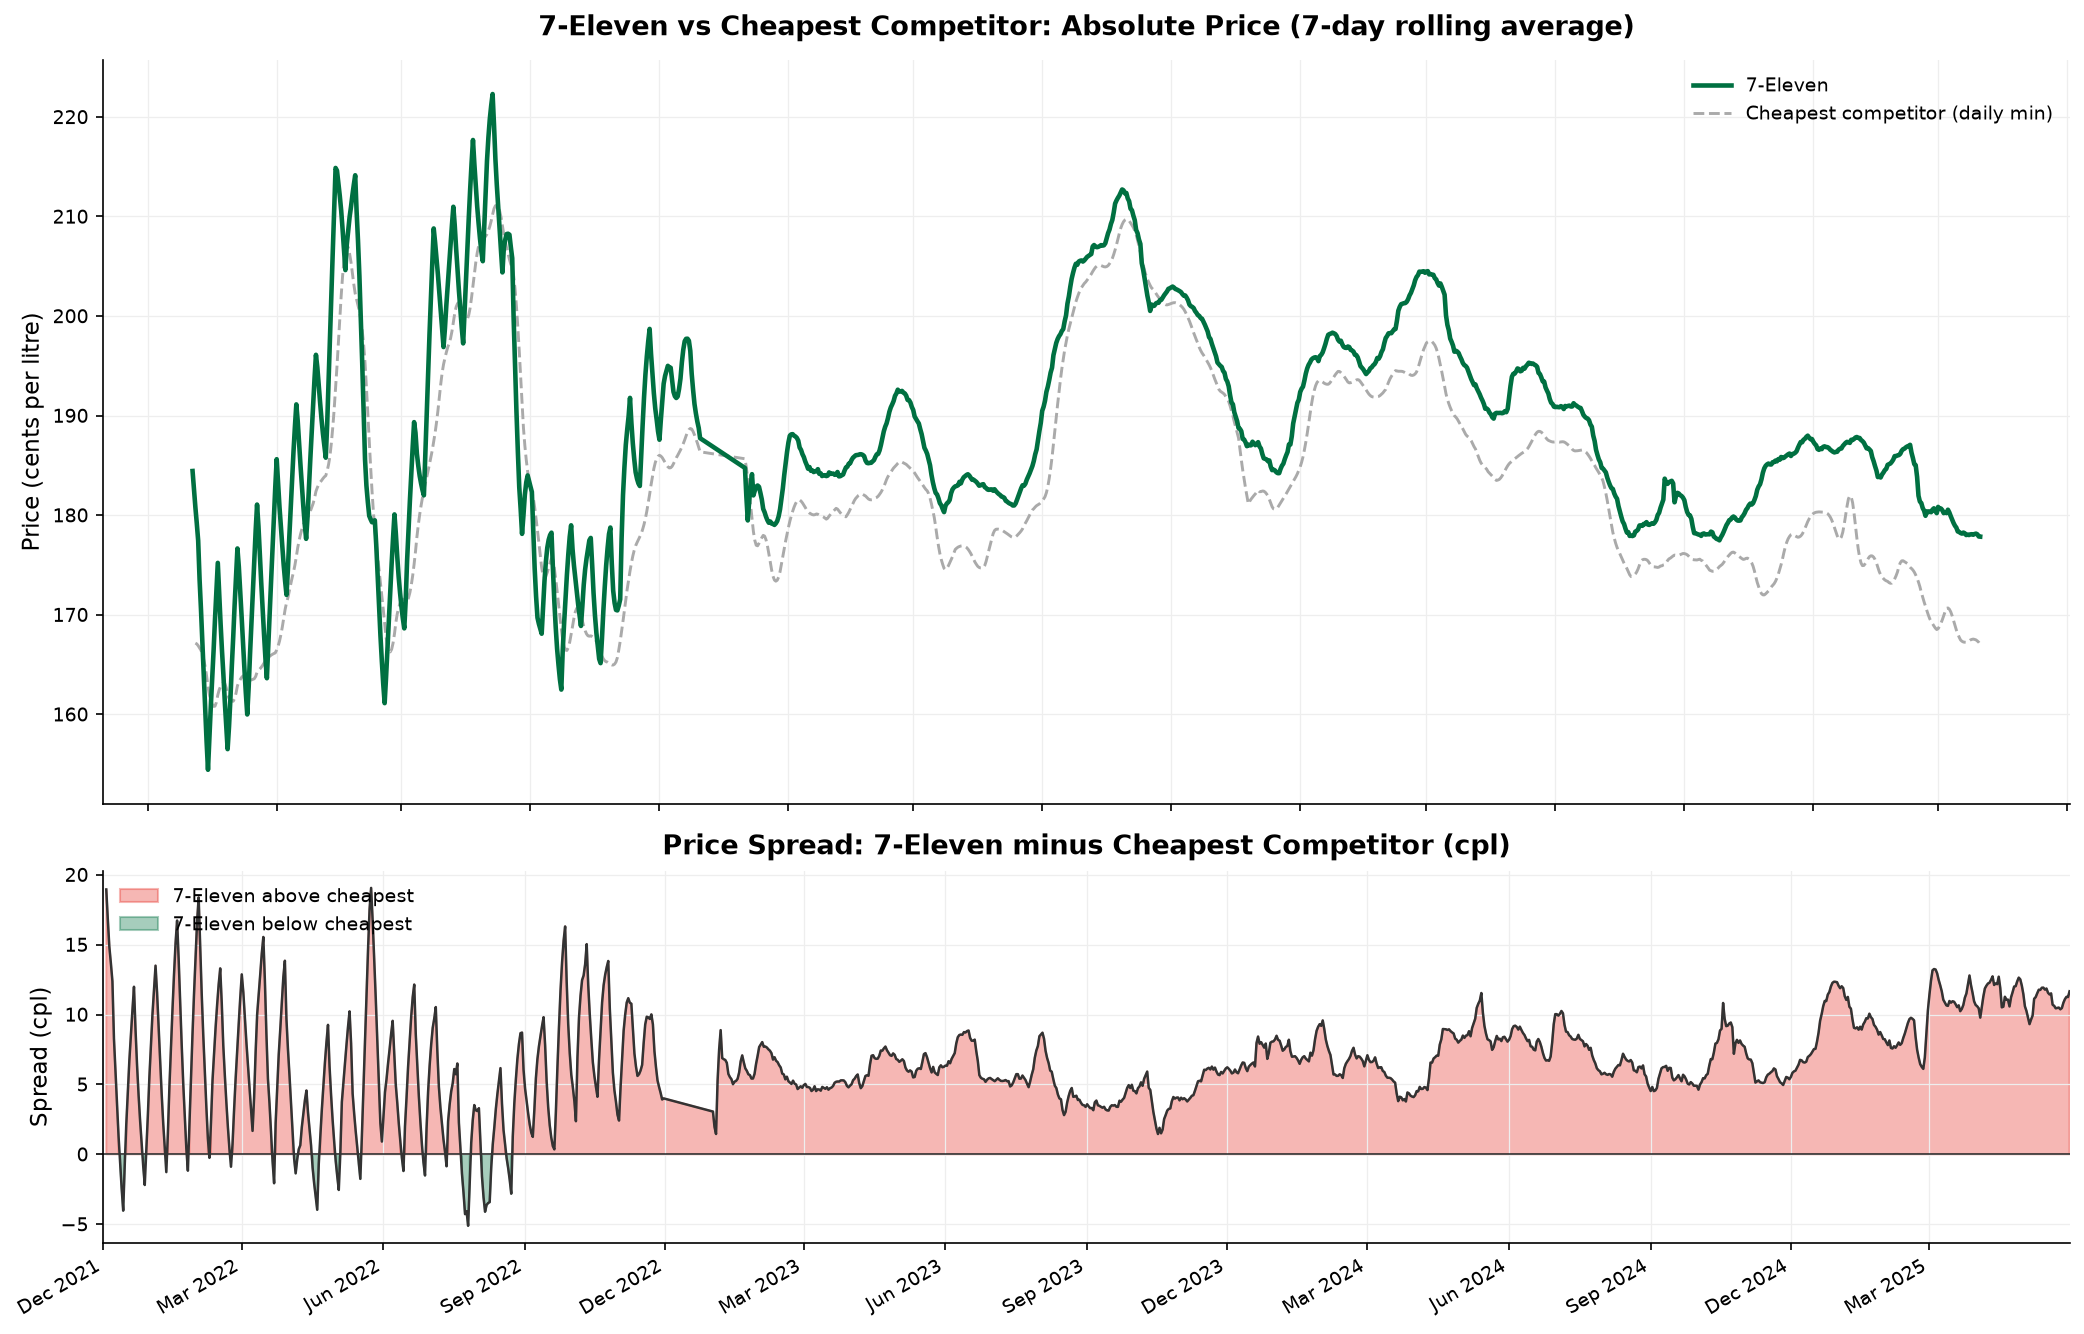 7-Eleven vs Cheapest Competitor: Absolute Price (7-day rolling average)
7-Eleven
Cheapest competitor (daily min)
Price (cents per litre)
220
210
200
190
180
170
160
Price Spread: 7-Eleven minus Cheapest Competitor (cpl)
7-Eleven above cheapest
7-Eleven below cheapest
Spread (cpl)
20
15
10
5
0
−5
Dec 2021
Mar 2022
Jun 2022
Sep 2022
Dec 2022
Mar 2023
Jun 2023
Sep 2023
Dec 2023
Mar 2024
Jun 2024
Sep 2024
Dec 2024
Mar 2025